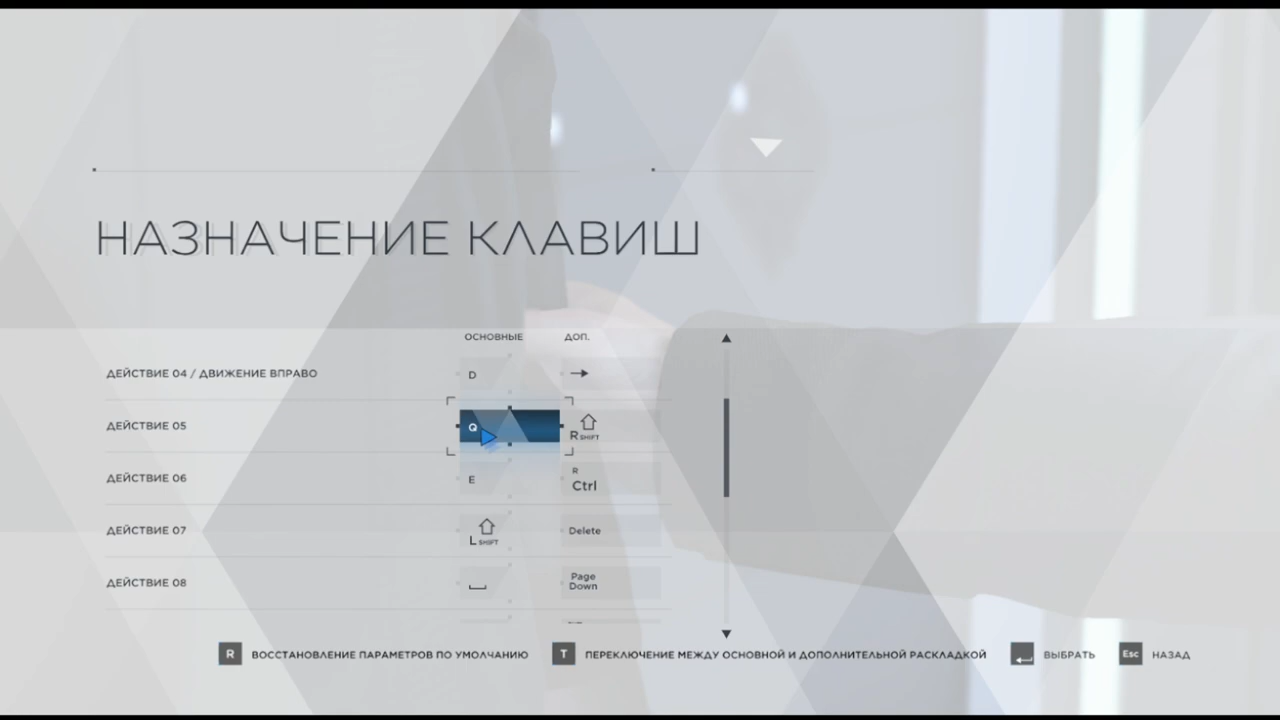 НАЗНАЧЕНИЕ КЛАВИШ
ОСНОВНЫЕ ДОП.
ДЕЙСТВИЕ 04 / ДВИЖЕНИЕ ВПРАВО D →
ДЕЙСТВИЕ 05 Q R SHIFT
ДЕЙСТВИЕ 06 E R Ctrl
ДЕЙСТВИЕ 07 L SHIFT Delete
ДЕЙСТВИЕ 08 Page
Down
R ВОССТАНОВЛЕНИЕ ПАРАМЕТРОВ ПО УМОЛЧАНИЮ T ПЕРЕКЛЮЧЕНИЕ МЕЖДУ ОСНОВНОЙ И ДОПОЛНИТЕЛЬНОЙ РАСКЛАДКОЙ ВЫБРАТЬ Esc НАЗАД